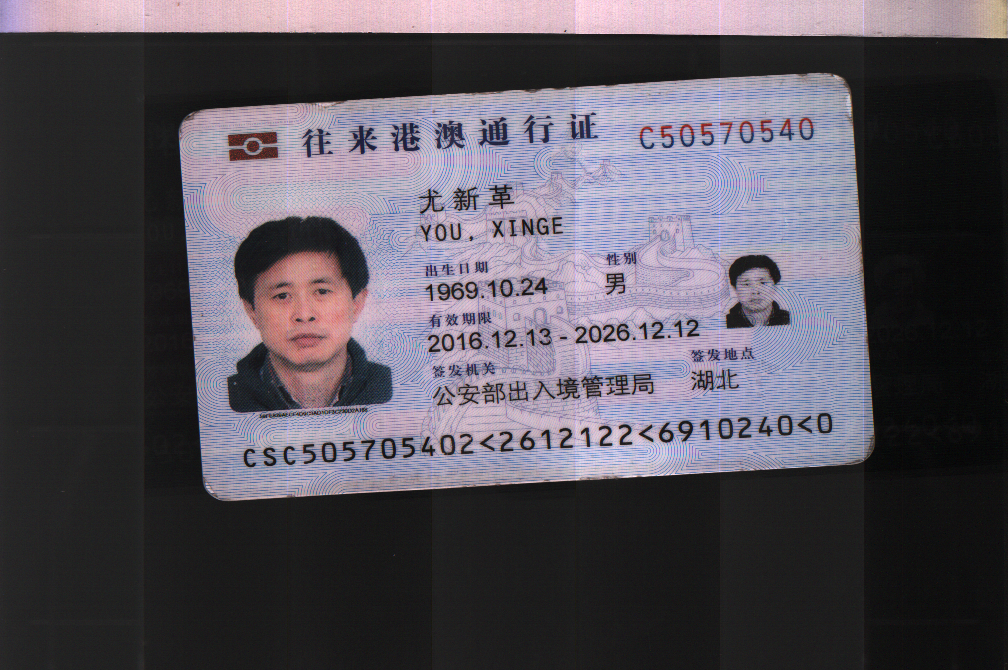 往来港澳通行证
C50570540
尤新革
YOU, XINGE
出生日期
性别
1969.10.24
男
有效期限
2016.12.13 - 2026.12.12
签发机关
签发地点
公安部出入境管理局
湖北
CSC505705402<2612122<6910240<0